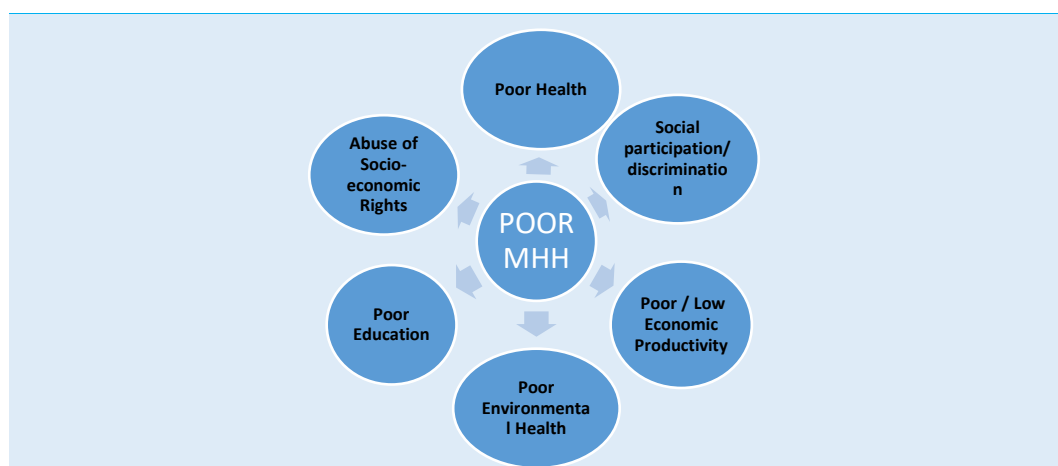 Poor Health
Social
participation/
discriminatio
n
Abuse of
Socio-
economic
Rights
POOR
MHH
Poor
Education
Poor / Low
Economic
Productivity
Poor
Environmenta
l Health